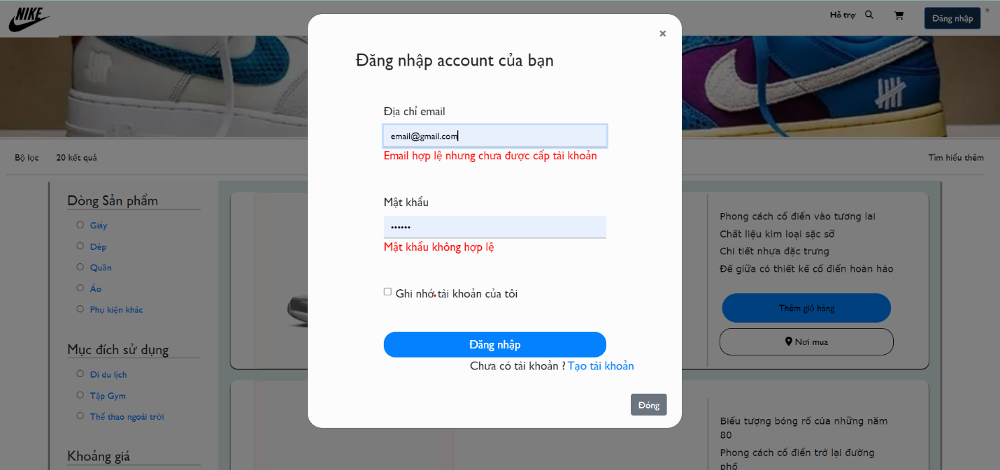 NIKE
Hỗ trợ
Đăng nhập
*
×
Đăng nhập account của bạn
Địa chỉ email
email@gmail.com
Email hợp lệ nhưng chưa được cấp tài khoản
Mật khẩu
••••••
Mật khẩu không hợp lệ
Ghi nhớ tài khoản của tôi
Đăng nhập
Chưa có tài khoản ? Tạo tài khoản
Đóng
Bộ lọc 20 kết quả
Tìm hiểu thêm
Dòng Sản phẩm
Giày
Dép
Quần
Áo
Phụ kiện khác
Mục đích sử dụng
Đi du lịch
Tập Gym
Thể thao ngoài trời
Khoảng giá
Phong cách cổ điển vào tương lai
Chất liệu kim loại sặc sỡ
Chi tiết nhựa đặc trưng
Đế giữa có thiết kế cổ điển hoàn hảo
Thêm giỏ hàng
Nơi mua
Biểu tượng bóng rổ của những năm
80
Phong cách cổ điển trở lại đường
phố